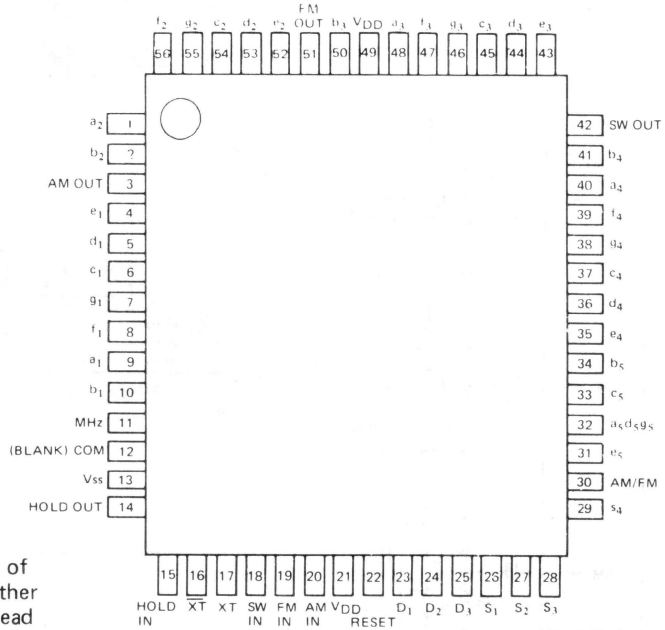 FM
f₂ g₂ c₂ d₂ e₂ OUT b₃ VDD a₃ f₃ g₃ c₃ d₃ e₃
56 55 54 53 52 51 50 49 48 47 46 45 44 43
a₂ 1
b₂ 2
AM OUT 3
e₁ 4
d₁ 5
c₁ 6
g₁ 7
f₁ 8
a₁ 9
b₁ 10
MHz 11
(BLANK) COM 12
Vss 13
HOLD OUT 14
42 SW OUT
41 b₄
40 a₄
39 f₄
38 g₄
37 c₄
36 d₄
35 e₄
34 b₅
33 c₅
32 a₅d₅g₅
31 e₅
30 AM/FM
29 s₄
15 16 17 18 19 20 21 22 23 24 25 26 27 28
HOLD X̅T̅ XT SW FM AM VDD D₁ D₂ D₃ S₁ S₂ S₃
IN IN IN IN RESET
of
ther
ead